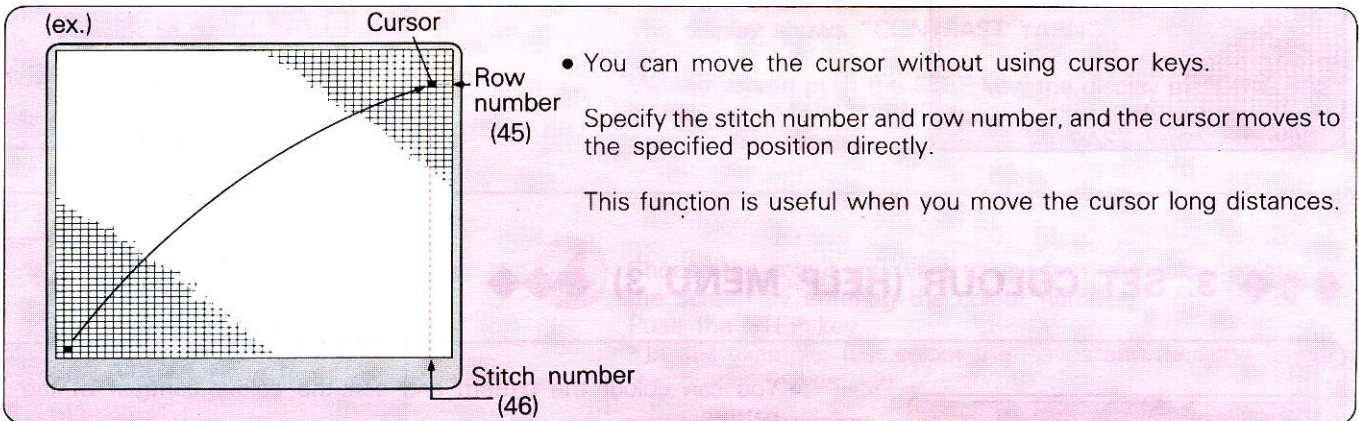 (ex.)
Cursor
Row
number
(45)
• You can move the cursor without using cursor keys.
Specify the stitch number and row number, and the cursor moves to
the specified position directly.
This function is useful when you move the cursor long distances.
Stitch number
(46)
3. SET COLOUR (HELP MENU 3)